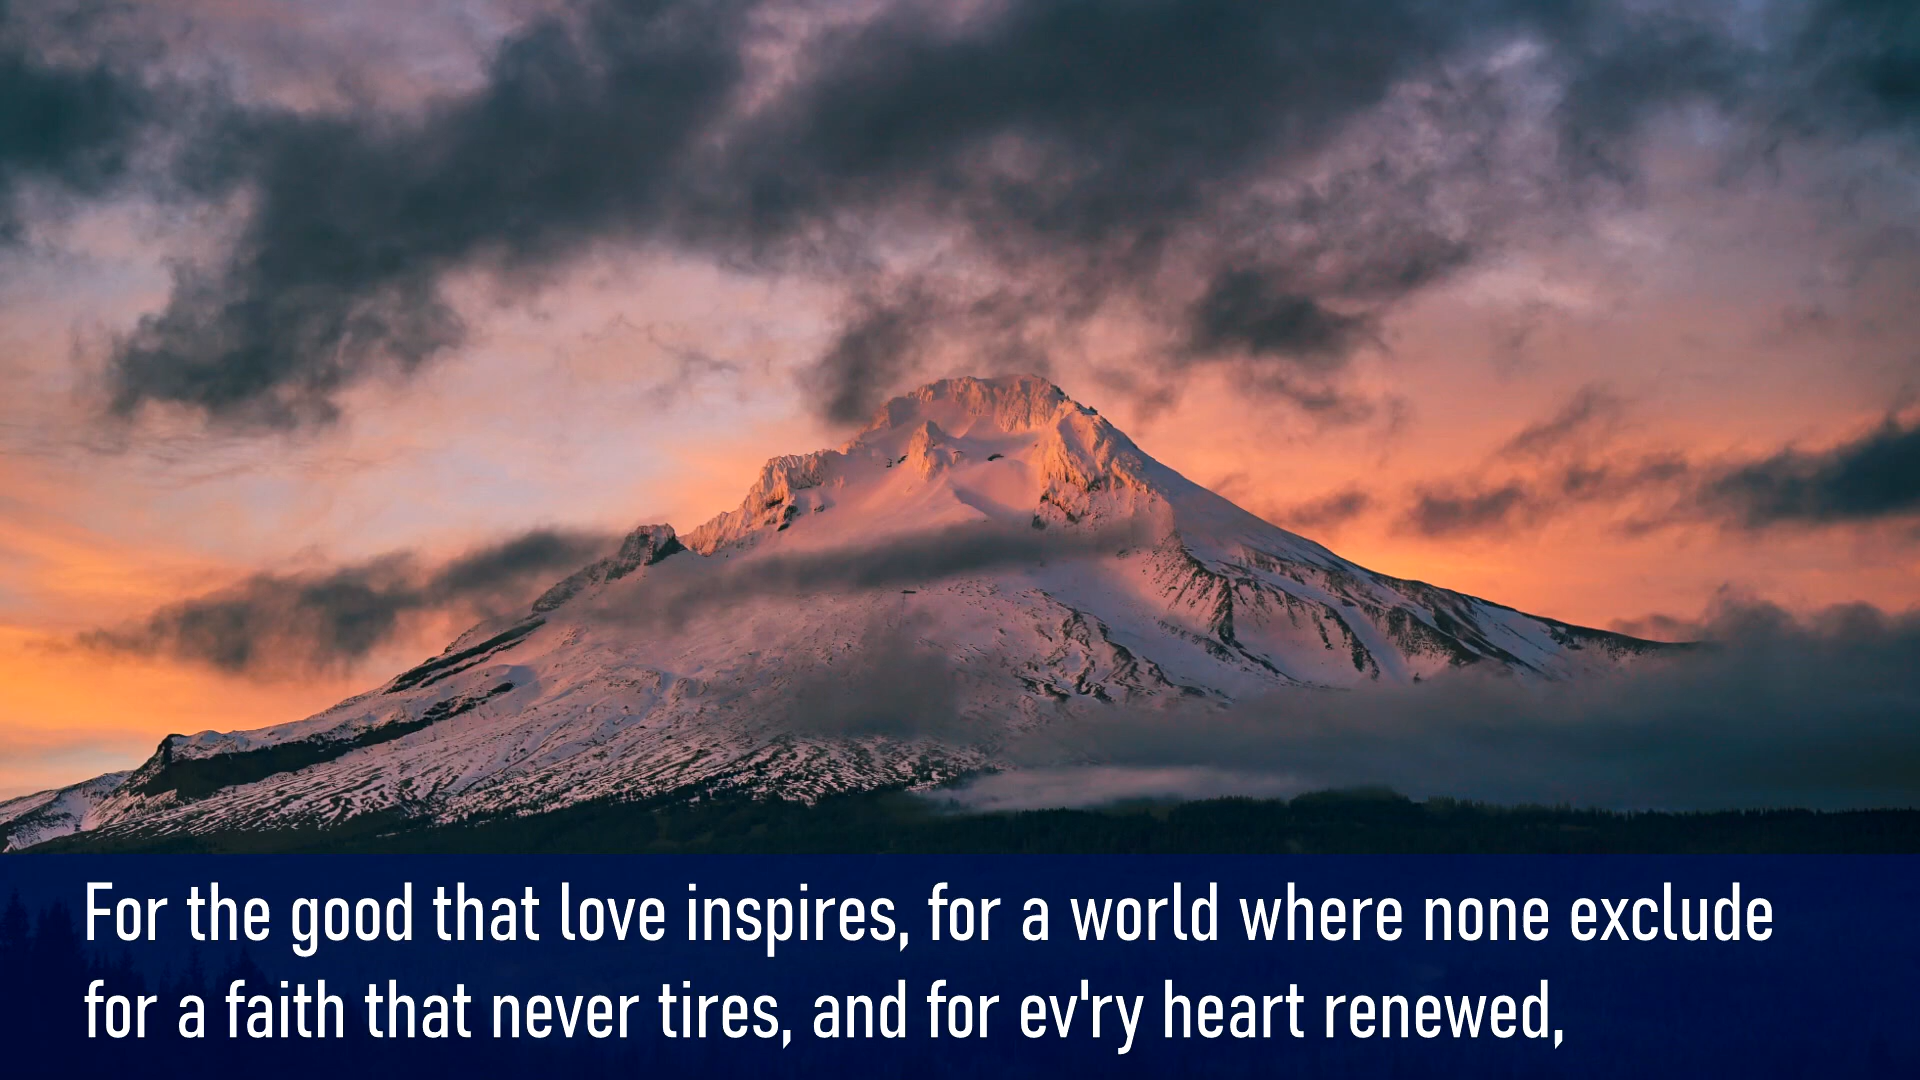 For the good that love inspires, for a world where none exclude
for a faith that never tires, and for ev'ry heart renewed,